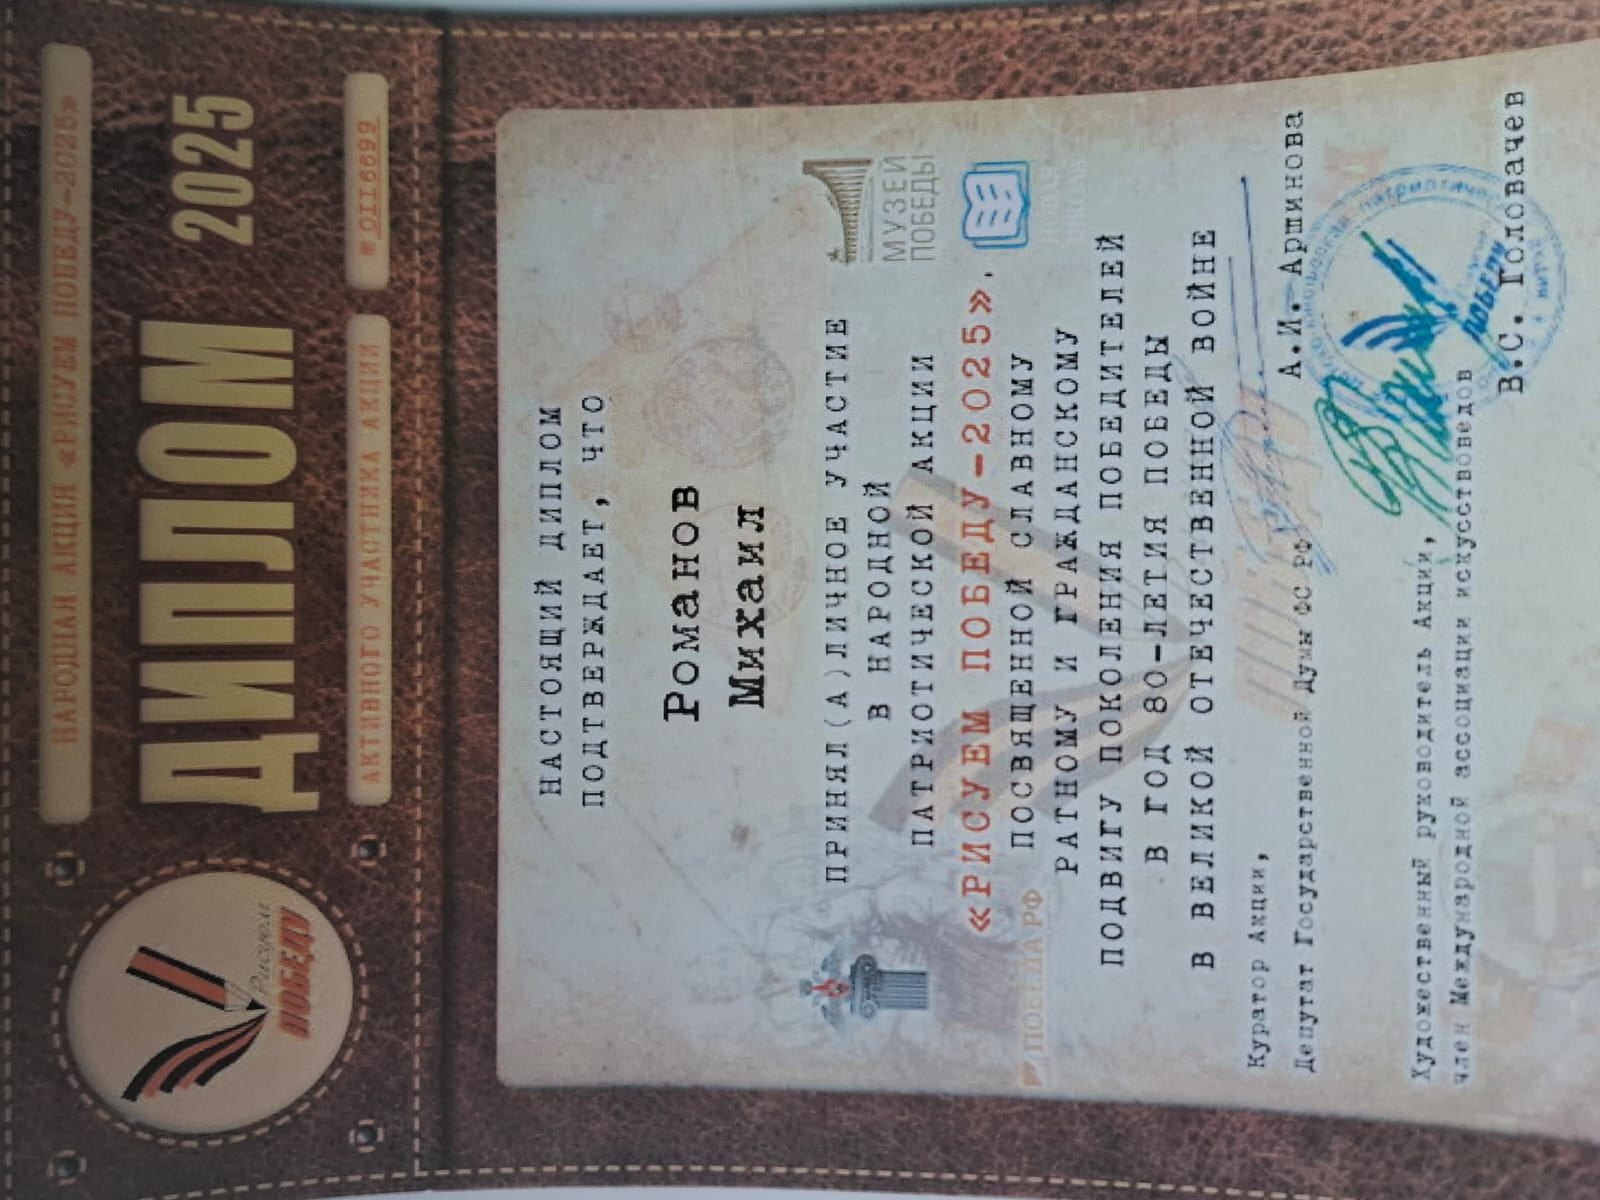 НАРОДНАЯ АКЦИЯ «РИСУЕМ ПОБЕДУ-2025»
ДИПЛОМ 2025
АКТИВНОГО УЧАСТНИКА АКЦИИ
#0116699
Рисуем
ПОБЕДУ
НАСТОЯЩИЙ ДИПЛОМ
ПОДТВЕРЖДАЕТ, ЧТО
Романов
Михаил
ПРИНЯЛ(А)ЛИЧНОЕ УЧАСТИЕ
В НАРОДНОЙ
ПАТРИОТИЧЕСКОЙ АКЦИИ
«РИСУЕМ ПОБЕДУ-2025»,
ПОСВЯЩЕННОЙ СЛАВНОМУ
РАТНОМУ И ГРАЖДАНСКОМУ
ПОДВИГУ ПОКОЛЕНИЯ ПОБЕДИТЕЛЕЙ
В ГОД 80-ЛЕТИЯ ПОБЕДЫ
В ВЕЛИКОЙ ОТЕЧЕСТВЕННОЙ ВОЙНЕ
МУЗЕЙ
ПОБЕДЫ
ПОБЕДА РФ
Куратор Акции,
Депутат Государственной Думы ФС РФ
А.И. Аршинова
Художественный руководитель Акции,
член Международной ассоциации искусствоведов
В.С. Головачев